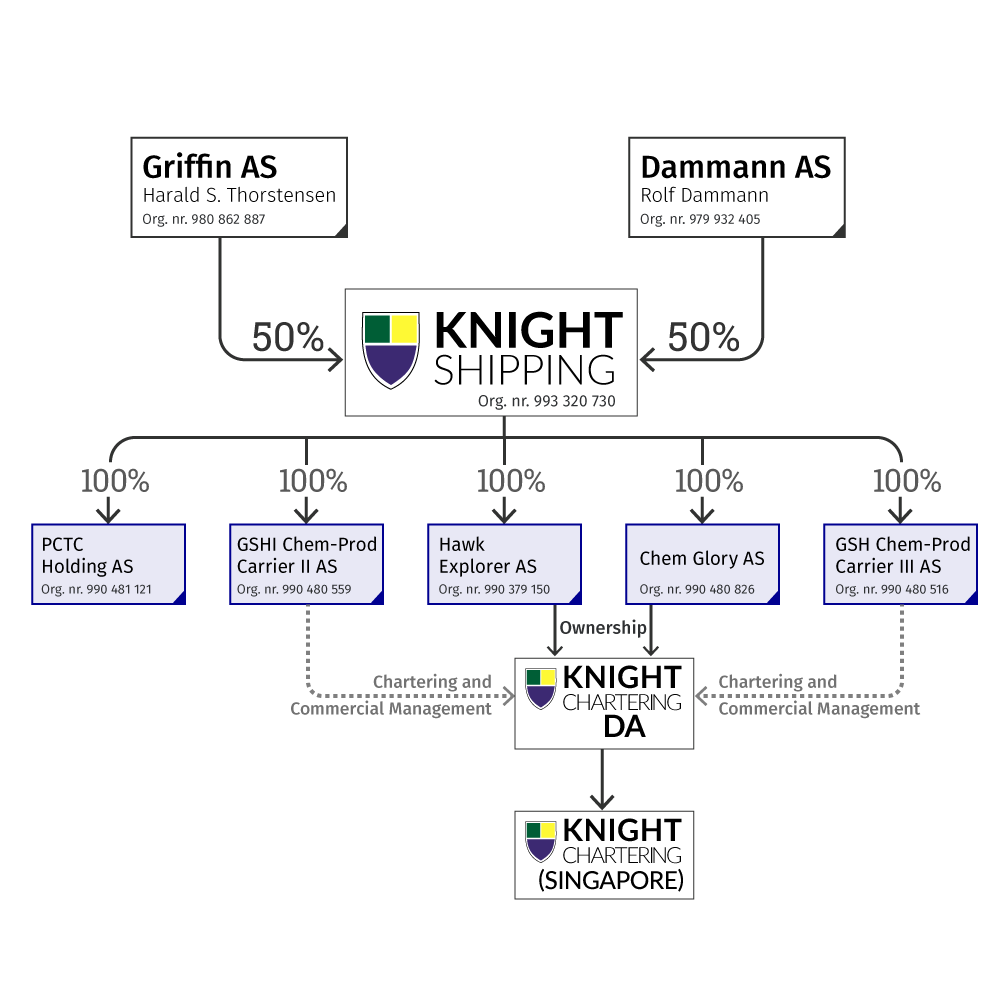 Griffin AS
Harald S. Thorstensen
Org. nr. 980 862 887
Dammann AS
Rolf Dammann
Org. nr. 979 932 405
50%
KNIGHT
SHIPPING
Org. nr. 993 320 730
50%
100%
100%
100%
100%
100%
PCTC
Holding AS
Org. nr. 990 481 121
GSHI Chem-Prod
Carrier II AS
Org. nr. 990 480 559
Hawk
Explorer AS
Org. nr. 990 379 150
Chem Glory AS
Org. nr. 990 480 826
GSH Chem-Prod
Carrier III AS
Org. nr. 990 480 516
Ownership
Chartering and
Commercial Management
KNIGHT
CHARTERING
DA
Chartering and
Commercial Management
KNIGHT
CHARTERING
(SINGAPORE)